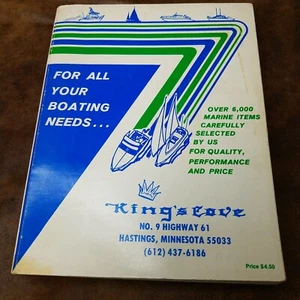 FOR ALL
YOUR
BOATING
NEEDS...
OVER 6,000
MARINE ITEMS
CAREFULLY
SELECTED
BY US
FOR QUALITY,
PERFORMANCE
AND PRICE
King's Cove
NO. 9 HIGHWAY 61
HASTINGS, MINNESOTA 55033
(612) 437-6186
Price $4.50